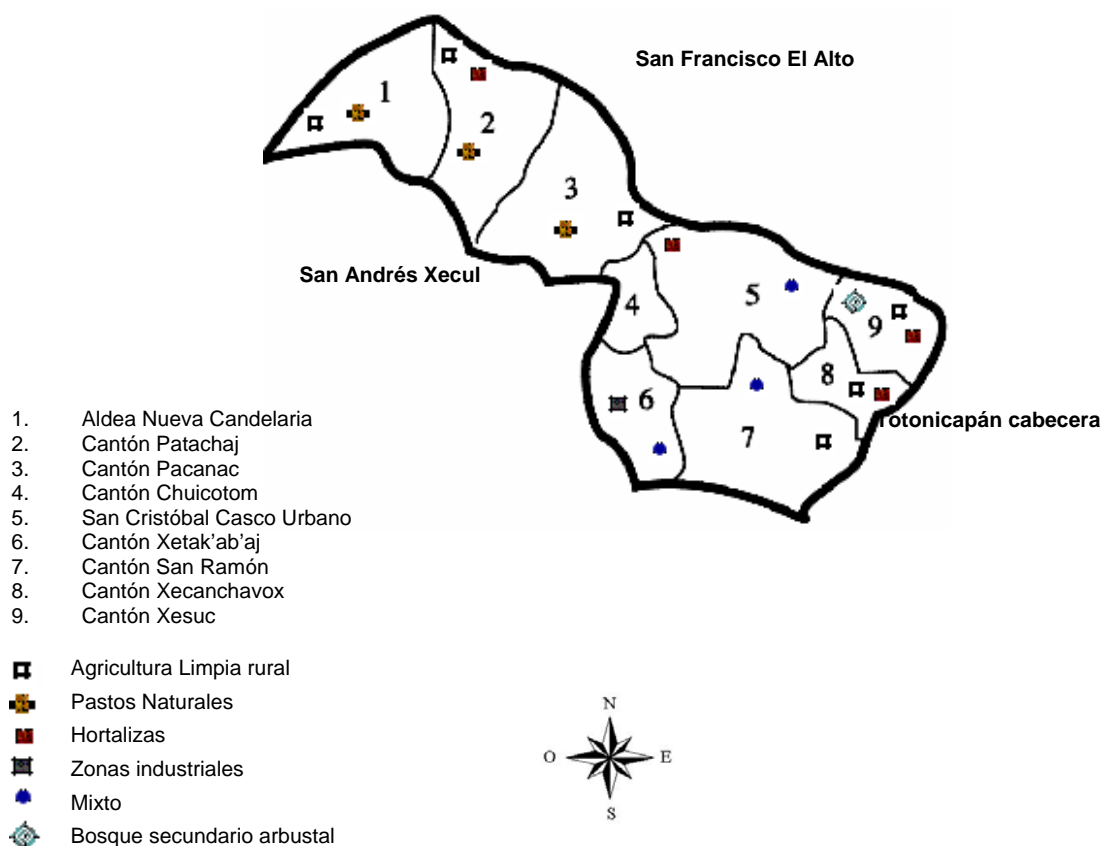 San Francisco El Alto
1
2
3
San Andrés Xecul
4
5
9
8
6
7
otonicapán cabecera
1. Aldea Nueva Candelaria
2. Cantón Patachaj
3. Cantón Pacanac
4. Cantón Chuicotom
5. San Cristóbal Casco Urbano
6. Cantón Xetak’ab’aj
7. Cantón San Ramón
8. Cantón Xecanchavox
9. Cantón Xesuc
Agricultura Limpia rural
Pastos Naturales
Hortalizas
Zonas industriales
Mixto
Bosque secundario arbustal
N
O E
S